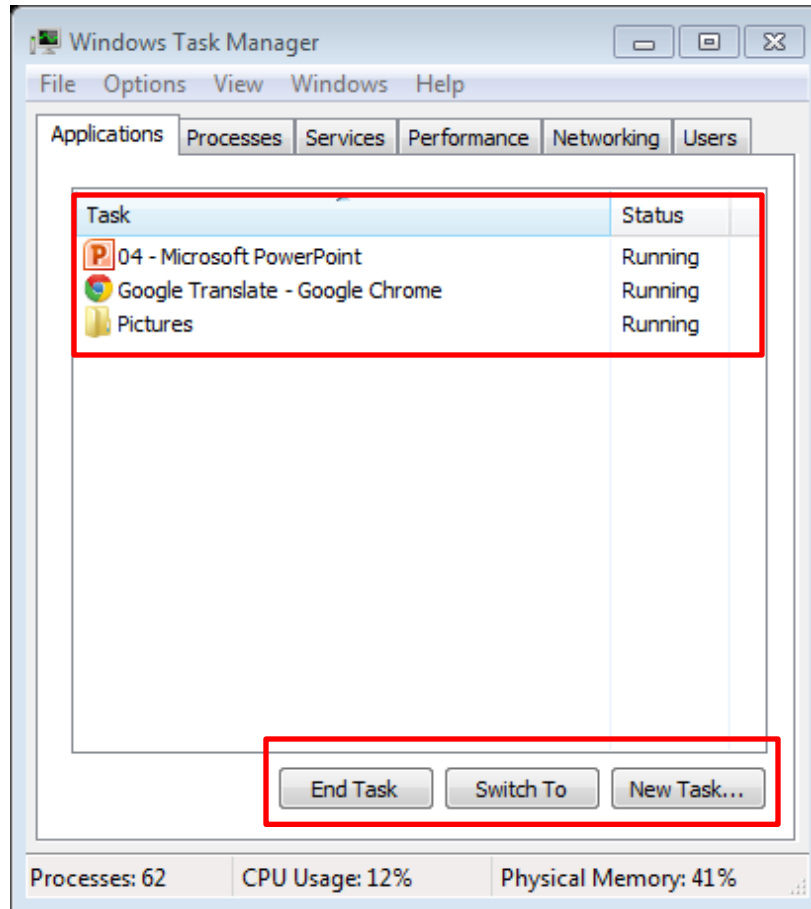 Windows Task Manager
File Options View Windows Help
Applications Processes Services Performance Networking Users
Task Status
04 - Microsoft PowerPoint Running
Google Translate - Google Chrome Running
Pictures Running
End Task Switch To New Task...
Processes: 62 CPU Usage: 12% Physical Memory: 41%